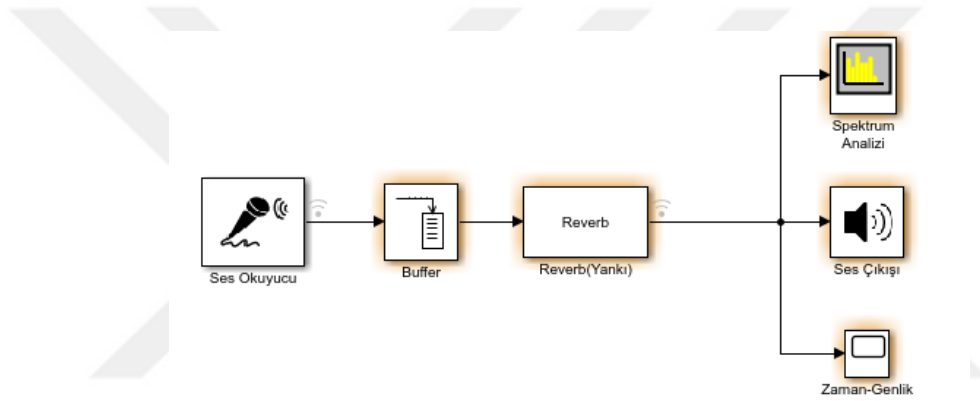 Spektrum
Analizi
Reverb
Ses Okuyucu
Buffer
Reverb(Yankı)
Ses Çıkışı
Zaman-Genlik